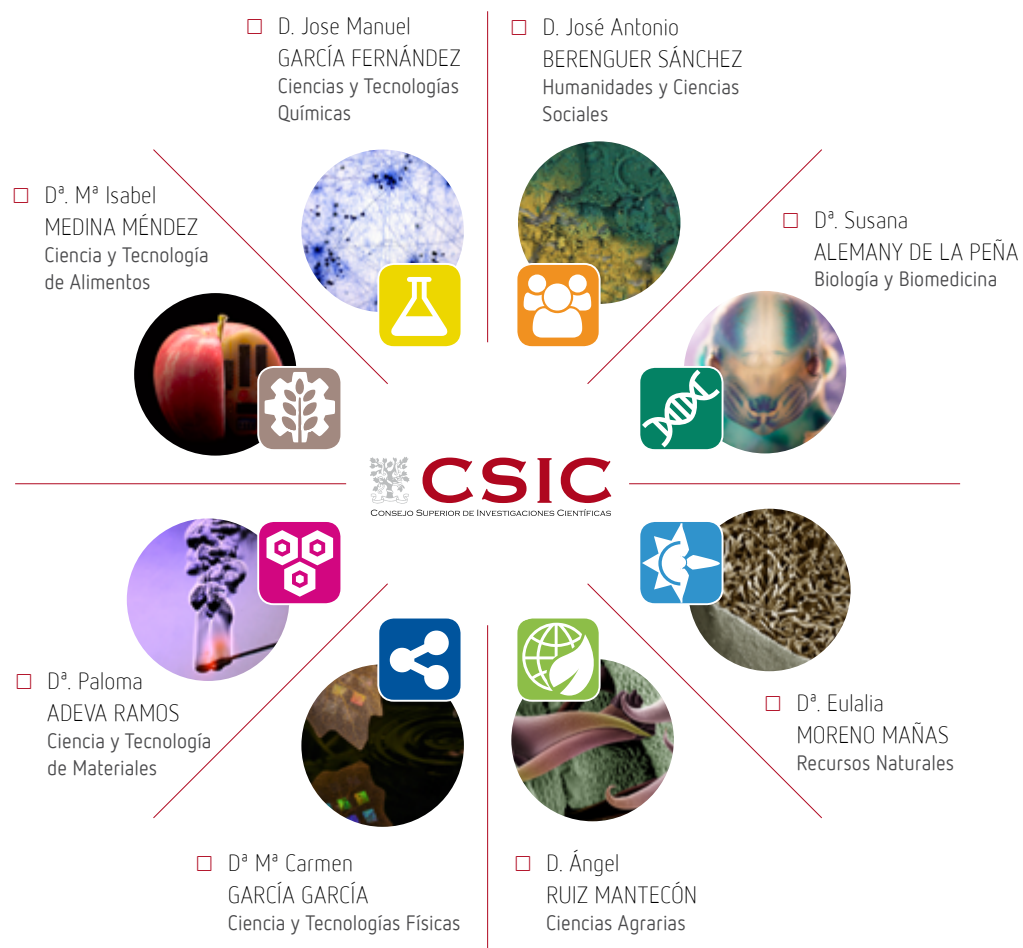 D. Jose Manuel
GARCÍA FERNÁNDEZ
Ciencias y Tecnologías
Químicas
D. José Antonio
BERENGUER SÁNCHEZ
Humanidades y Ciencias
Sociales
Dª. Mª Isabel
MEDINA MÉNDEZ
Ciencia y Tecnología
de Alimentos
Dª. Susana
ALEMANY DE LA PEÑA
Biología y Biomedicina
CSIC
CONSEJO SUPERIOR DE INVESTIGACIONES CIENTÍFICAS
Dª. Paloma
ADEVA RAMOS
Ciencia y Tecnología
de Materiales
Dª. Eulalia
MORENO MAÑAS
Recursos Naturales
Dª Mª Carmen
GARCÍA GARCÍA
Ciencia y Tecnologías Físicas
D. Ángel
RUIZ MANTECÓN
Ciencias Agrarias